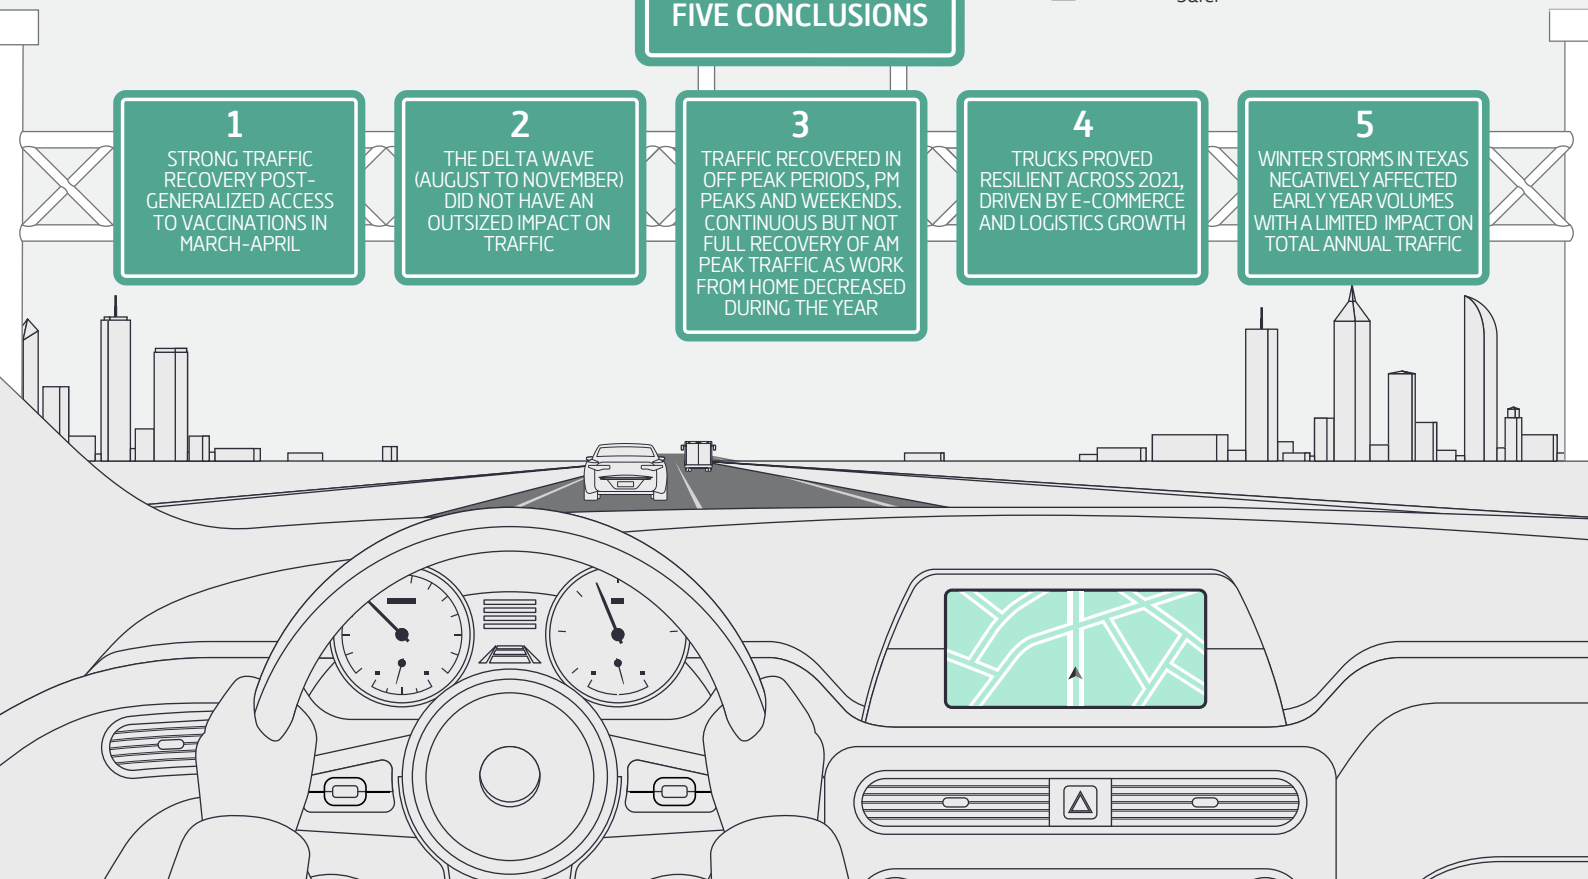 FIVE CONCLUSIONS
1
STRONG TRAFFIC
RECOVERY POST-
GENERALIZED ACCESS
TO VACCINATIONS IN
MARCH-APRIL
2
THE DELTA WAVE
(AUGUST TO NOVEMBER)
DID NOT HAVE AN
OUTSIZED IMPACT ON
TRAFFIC
3
TRAFFIC RECOVERED IN
OFF PEAK PERIODS, PM
PEAKS AND WEEKENDS.
CONTINUOUS BUT NOT
FULL RECOVERY OF AM
PEAK TRAFFIC AS WORK
FROM HOME DECREASED
DURING THE YEAR
4
TRUCKS PROVED
RESILIENT ACROSS 2021,
DRIVEN BY E-COMMERCE
AND LOGISTICS GROWTH
5
WINTER STORMS IN TEXAS
NEGATIVELY AFFECTED
EARLY YEAR VOLUMES
WITH A LIMITED IMPACT ON
TOTAL ANNUAL TRAFFIC